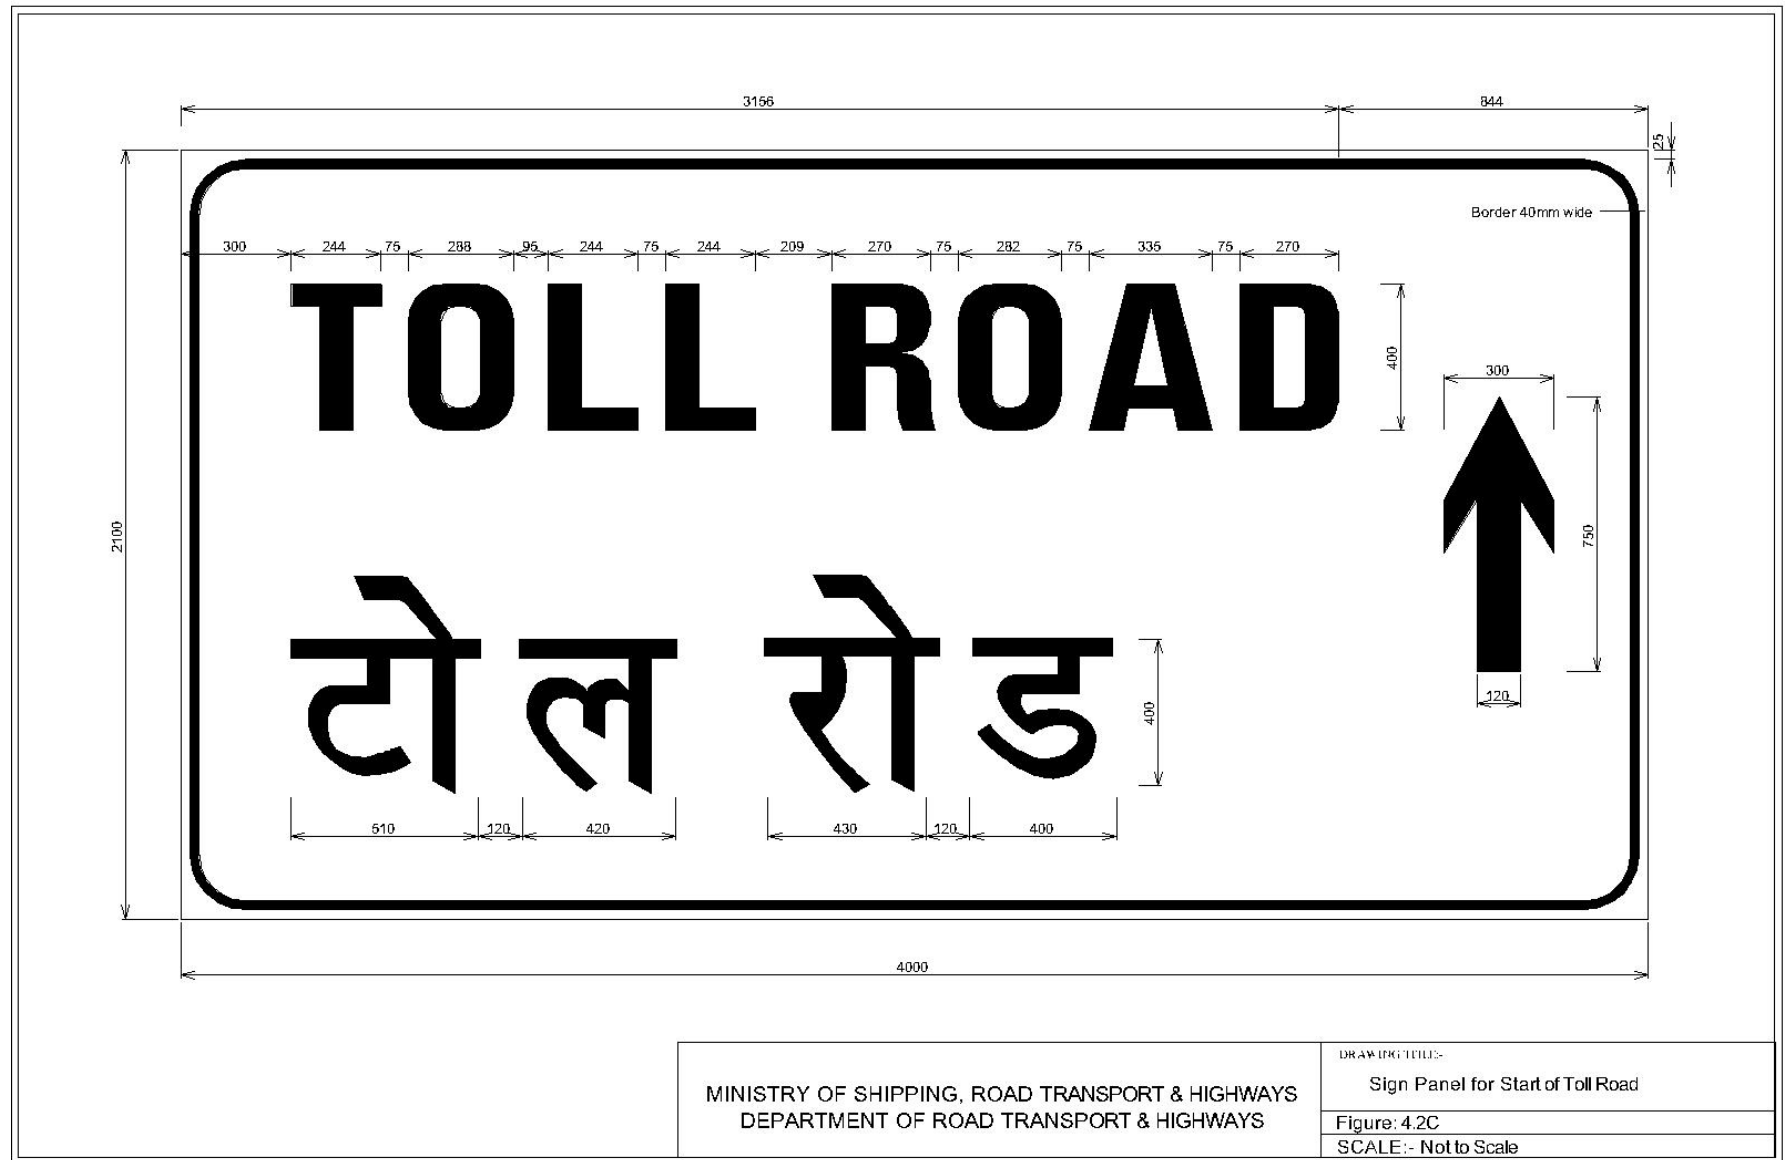 3156 844
25
Border 40mm wide
300 244 75 288 95 244 75 244 209 270 75 282 75 335 75 270
TOLL ROAD
400
300
750
2100
टोल रोड
400
120
510 120 420 430 120 400
4000
MINISTRY OF SHIPPING, ROAD TRANSPORT & HIGHWAYS
DEPARTMENT OF ROAD TRANSPORT & HIGHWAYS
DRAWING TITLE:-
Sign Panel for Start of Toll Road
Figure: 4.2C
SCALE:- Not to Scale